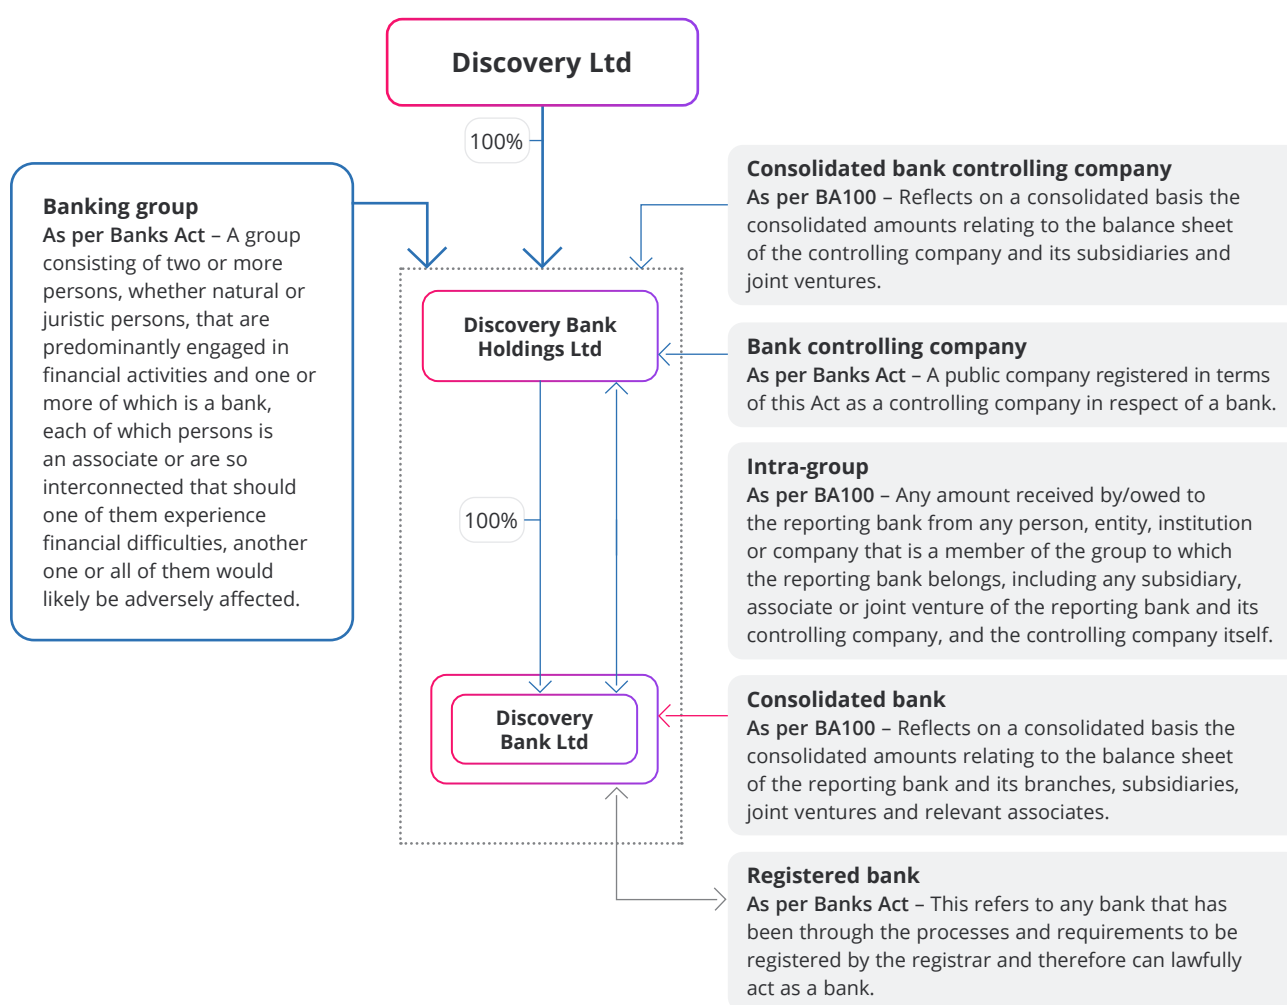 Discovery Ltd
100%
Banking group
As per Banks Act – A group
consisting of two or more
persons, whether natural or
juristic persons, that are
predominantly engaged in
financial activities and one or
more of which is a bank,
each of which persons is
an associate or are so
interconnected that should
one of them experience
financial difficulties, another
one or all of them would
likely be adversely affected.
Discovery Bank
Holdings Ltd
100%
Discovery
Bank Ltd
Consolidated bank controlling company
As per BA100 – Reflects on a consolidated basis the
consolidated amounts relating to the balance sheet
of the controlling company and its subsidiaries and
joint ventures.
Bank controlling company
As per Banks Act – A public company registered in terms
of this Act as a controlling company in respect of a bank.
Intra-group
As per BA100 – Any amount received by/owed to
the reporting bank from any person, entity, institution
or company that is a member of the group to which
the reporting bank belongs, including any subsidiary,
associate or joint venture of the reporting bank and its
controlling company, and the controlling company itself.
Consolidated bank
As per BA100 – Reflects on a consolidated basis the
consolidated amounts relating to the balance sheet
of the reporting bank and its branches, subsidiaries,
joint ventures and relevant associates.
Registered bank
As per Banks Act – This refers to any bank that has
been through the processes and requirements to be
registered by the registrar and therefore can lawfully
act as a bank.